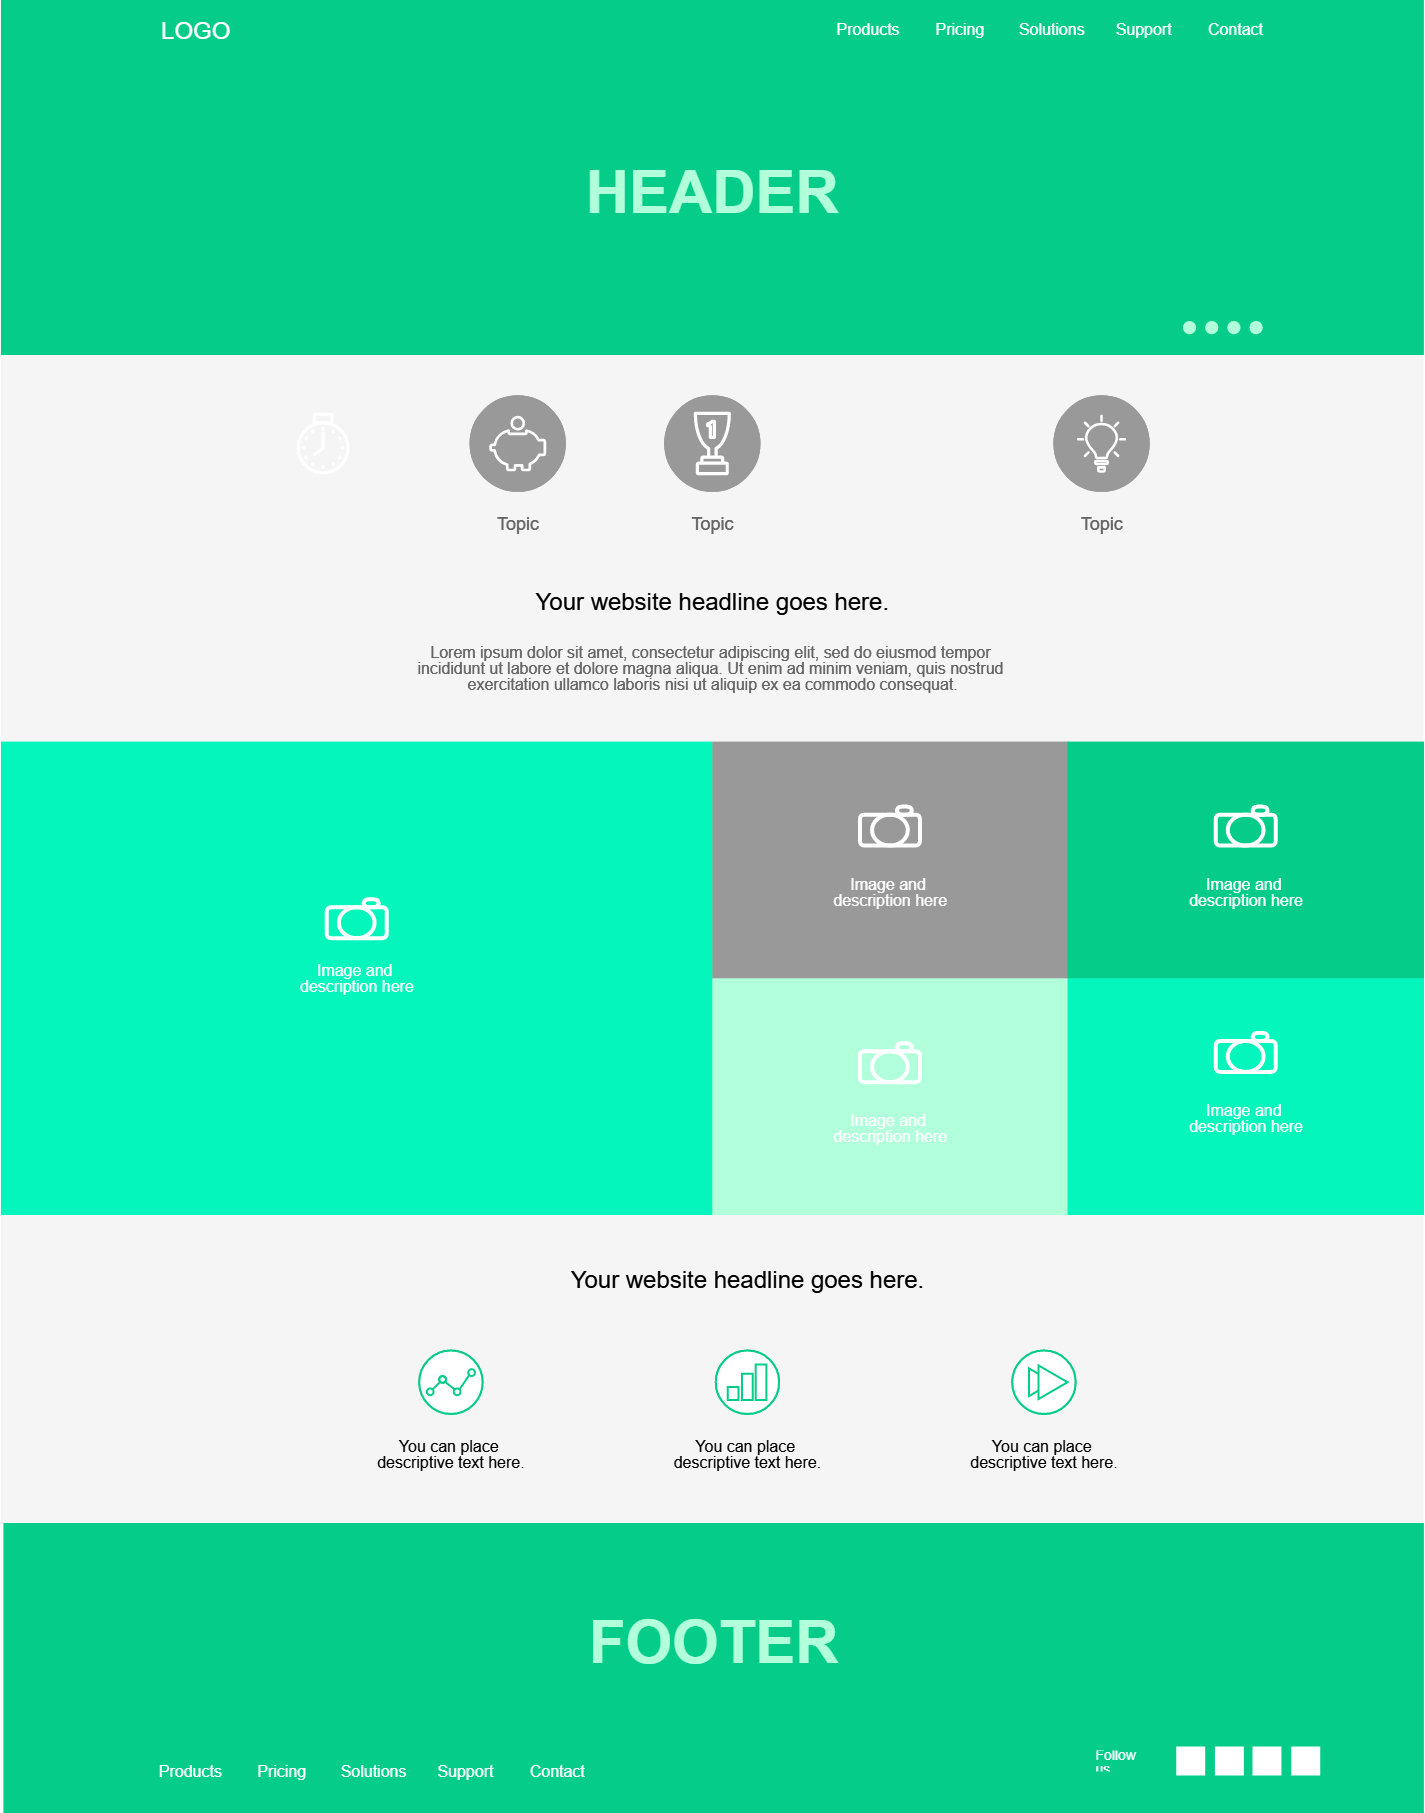 LOGO
Products
Pricing
Solutions
Support
Contact
HEADER
1
Topic
Topic
Topic
Your website headline goes here.
Lorem ipsum dolor sit amet, consectetur adipiscing elit, sed do eiusmod tempor
incididunt ut labore et dolore magna aliqua. Ut enim ad minim veniam, quis nostrud
exercitation ullamco laboris nisi ut aliquip ex ea commodo consequat.
Image and
description here
Image and
description here
Image and
description here
Image and
description here
Image and
description here
Your website headline goes here.
You can place
descriptive text here.
You can place
descriptive text here.
You can place
descriptive text here.
FOOTER
Products
Pricing
Solutions
Support
Contact
Follow
us